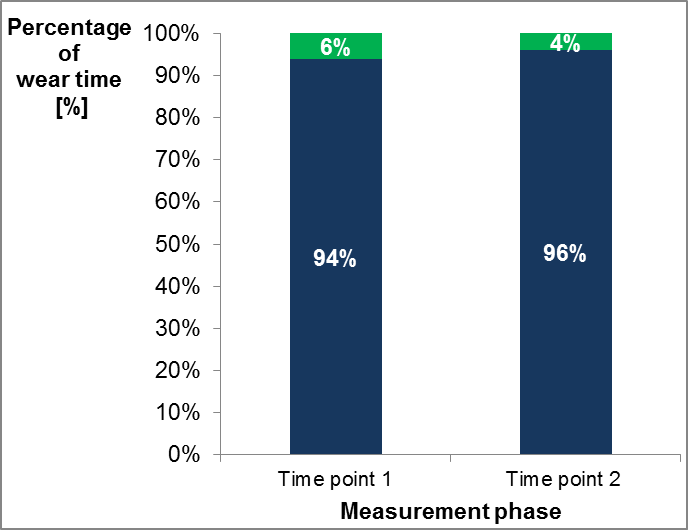 Percentage
of
wear time
[%]
100%
90%
80%
70%
60%
50%
40%
30%
20%
10%
0%
6%
4%
94%
96%
Time point 1
Time point 2
Measurement phase